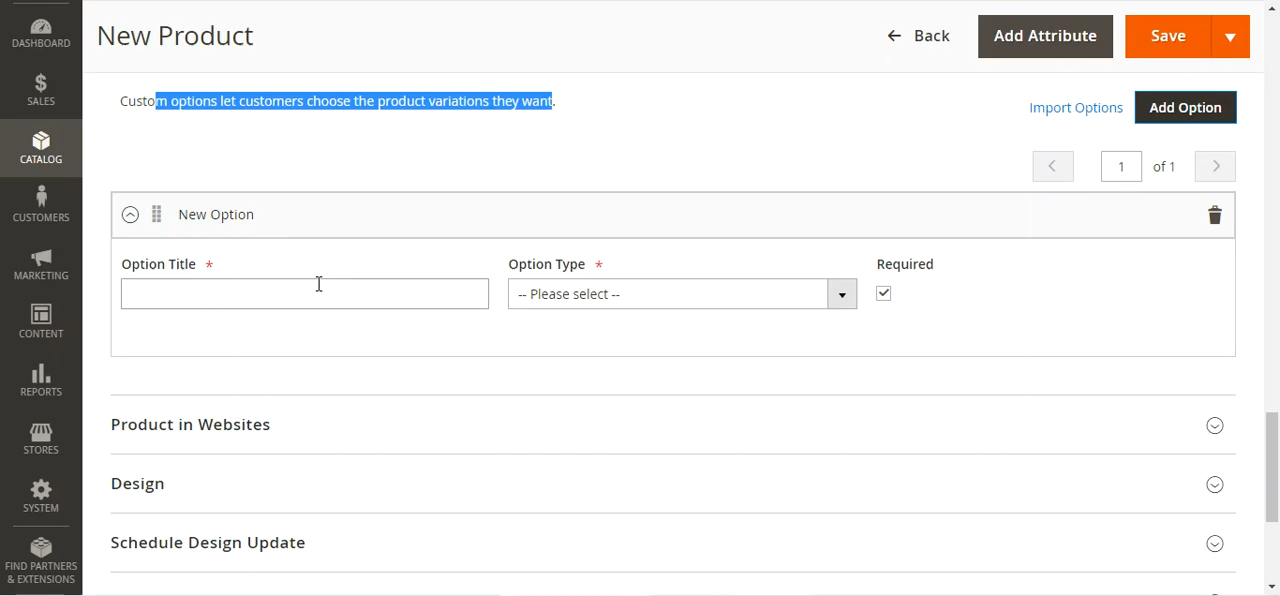 DASHBOARD
SALES
CATALOG
CUSTOMERS
MARKETING
CONTENT
REPORTS
STORES
SYSTEM
FIND PARTNERS
& EXTENSIONS
New Product
Back
Add Attribute
Save
Custom options let customers choose the product variations they want.
Import Options
Add Option
1 of 1
New Option
Option Title *
Option Type *
Required
-- Please select --
Product in Websites
Design
Schedule Design Update